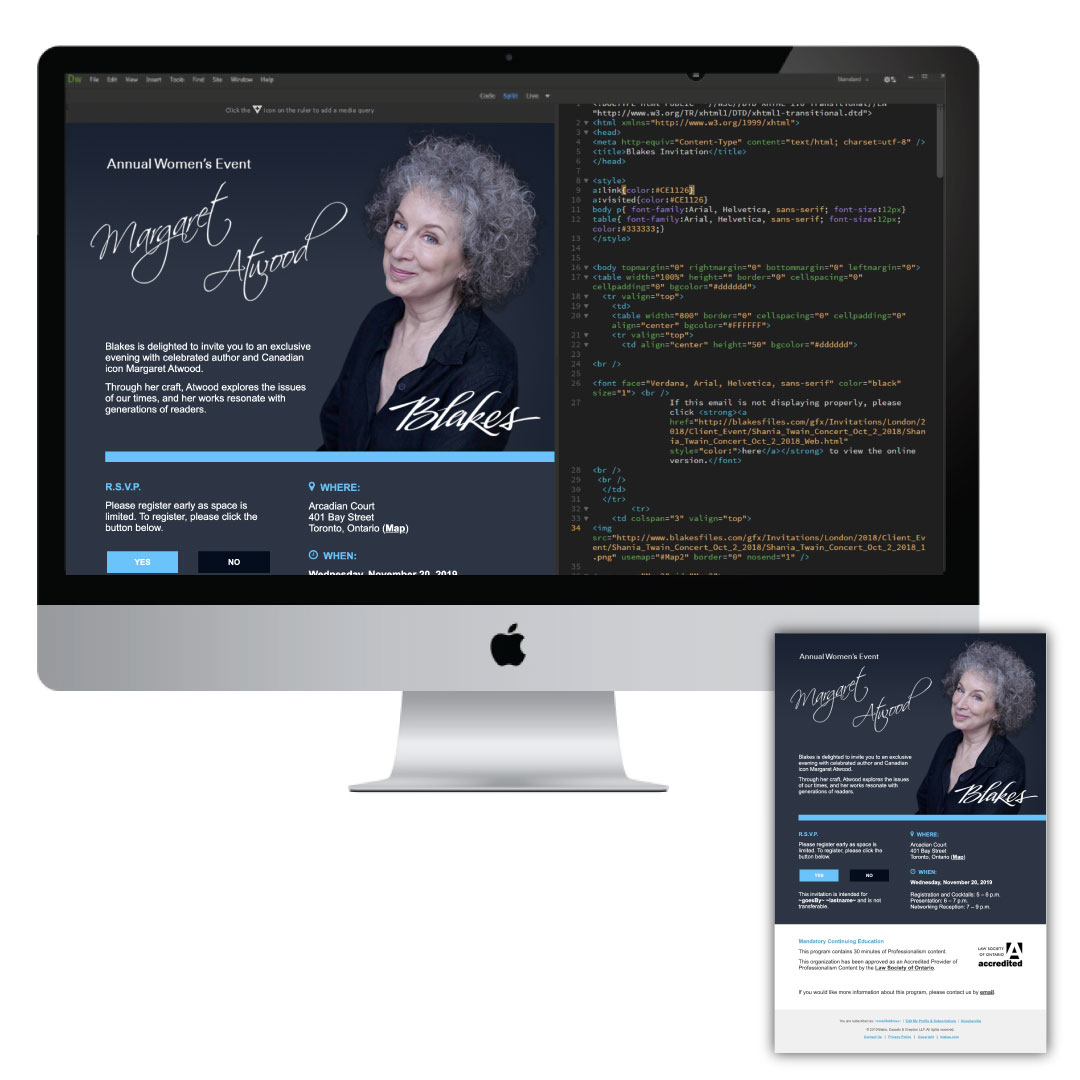 Dw File Edit View Insert Tools Find Site Window Help
Standard
Code Split Live
Click the icon on the ruler to add a media query
Annual Women's Event
Margaret
Atwood
Blakes is delighted to invite you to an exclusive
evening with celebrated author and Canadian
icon Margaret Atwood.
Through her craft, Atwood explores the issues
of our times, and her works resonate with
generations of readers.
Blakes
R.S.V.P.
Please register early as space is
limited. To register, please click the
button below.
YES NO
WHERE:
Arcadian Court
401 Bay Street
Toronto, Ontario (Map)
WHEN:
Wednesday, November 20, 2019
"http://www.w3.org/TR/xhtml1/DTD/xhtml1-transitional.dtd">
2 <html xmlns="http://www.w3.org/1999/xhtml">
3 <head>
4 <meta http-equiv="Content-Type" content="text/html; charset=utf-8" />
5 <title>Blakes Invitation</title>
6 </head>
7
8 <style>
9 a:link{color:#CE1126}
10 a:visited{color:#CE1126}
11 body p{ font-family:Arial, Helvetica, sans-serif; font-size:12px}
12 table{ font-family:Arial, Helvetica, sans-serif; font-size:12px;
color:#333333;}
13 </style>
14
15
16 <body topmargin="0" rightmargin="0" bottommargin="0" leftmargin="0">
17 <table width="100%" height="" border="0" cellspacing="0"
cellpadding="0" bgcolor="#dddddd">
18 <tr valign="top">
19 <td>
20 <table width="800" border="0" cellspacing="0" cellpadding="0"
align="center" bgcolor="#FFFFFF">
21 <tr valign="top">
22 <td align="center" height="50" bgcolor="#dddddd">
23
24 <br />
25
26 <font face="Verdana, Arial, Helvetica, sans-serif" color="black"
size="1"> <br />
27 If this email is not displaying properly, please
click <strong><a
href="http://blakesfiles.com/gfx/Invitations/London/2
018/Client_Event/Shania_Twain_Concert_Oct_2_2018/Shan
ia_Twain_Concert_Oct_2_2018_Web.html"
style="color:">here</a></strong> to view the online
version.</font>
28 <br />
29 <br />
30 </td>
31 </tr>
32 <tr>
33 <td colspan="3" valign="top">
34 <img
src="http://www.blakesfiles.com/gfx/Invitations/London/2018/Client_Ev
ent/Shania_Twain_Concert_Oct_2_2018/Shania_Twain_Concert_Oct_2_2018_1
.png" usemap="#Map2" border="0" nosend="1" />
35
Annual Women's Event
Margaret
Atwood
Blakes is delighted to invite you to an exclusive
evening with celebrated author and Canadian
icon Margaret Atwood.
Through her craft, Atwood explores the issues
of our times, and her works resonate with
generations of readers.
Blakes
R.S.V.P.
Please register early as space is
limited. To register, please click the
button below.
YES NO
This invitation is intended for
~goesBy~ ~lastname~ and is not
transferable.
WHERE:
Arcadian Court
401 Bay Street
Toronto, Ontario (Map)
WHEN:
Wednesday, November 20, 2019
Registration and Cocktails: 5 – 6 p.m.
Presentation: 6 – 7 p.m.
Networking Reception: 7 – 9 p.m.
Mandatory Continuing Education
This program contains 30 minutes of Professionalism content.
This organization has been approved as an Accredited Provider of
Professionalism Content by the Law Society of Ontario.
LAW SOCIETY
OF ONTARIO
accredited
If you would like more information about this program, please contact us by email.
You are subscribed as: | Edit My Profile & Subscriptions | Unsubscribe
Contact Us | Privacy Policy | Copyright | blakes.com